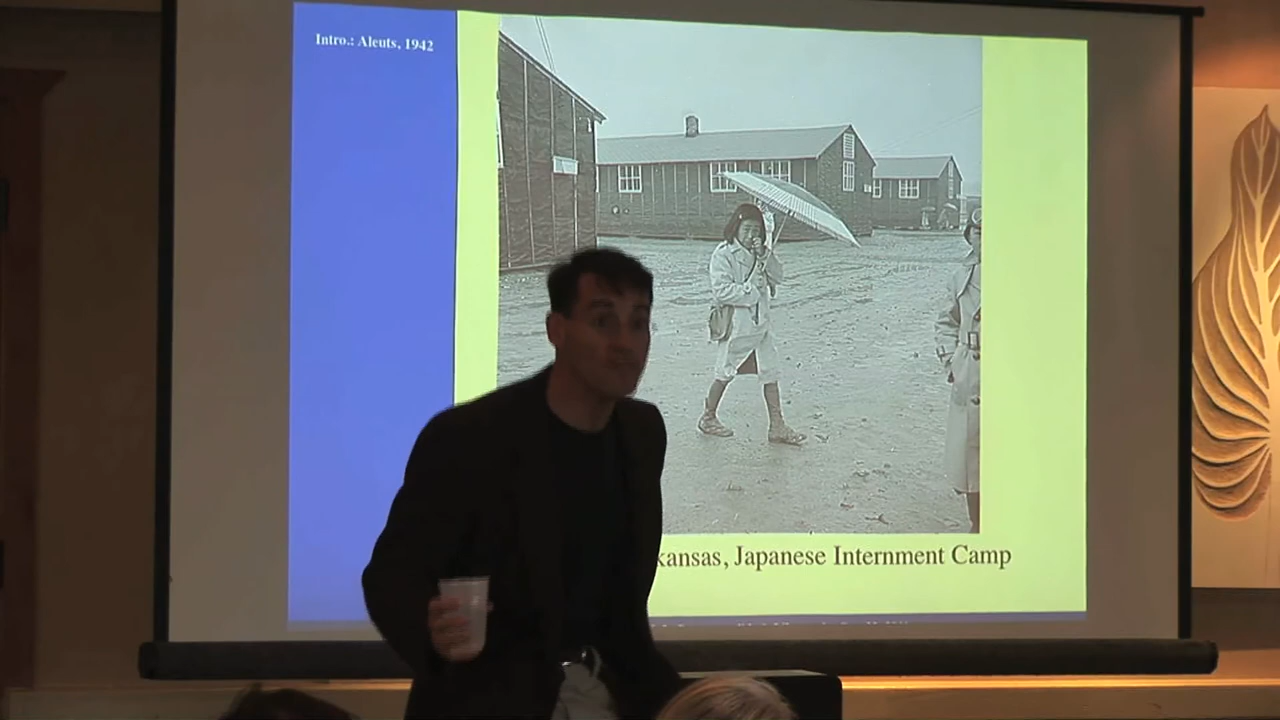 Intro.: Aleuts, 1942
kansas, Japanese Internment Camp